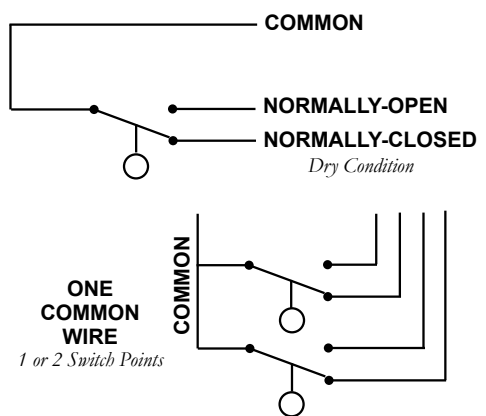 COMMON
NORMALLY-OPEN
NORMALLY-CLOSED
Dry Condition
COMMON
ONE
COMMON
WIRE
1 or 2 Switch Points